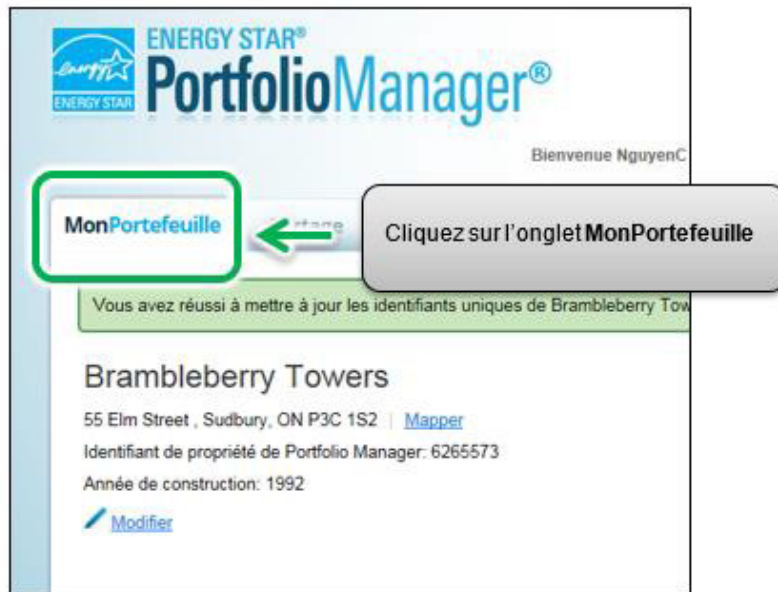 ENERGY STAR®
PortfolioManager®
energy
ENERGY STAR
Bienvenue NguyenC
MonPortefeuille
Cliquez sur l'onglet MonPortefeuille
Vous avez réussi à mettre à jour les identifiants uniques de Brambleberry Tow
Brambleberry Towers
55 Elm Street , Sudbury, ON P3C 1S2 | Mapper
Identifiant de propriété de Portfolio Manager: 6265573
Année de construction: 1992
Modifier